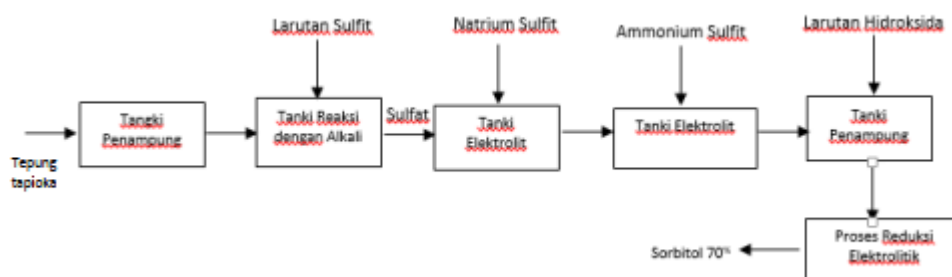 Larutan Sulfit
Natrium Sulfit
Ammonium Sulfit
Larutan Hidroksida
Tepung
tapioka
Tangki
Penampung
Tanki Reaksi
dengan Alkali
Sulfat
Tanki
Elektrolit
Tanki Elektrolit
Tanki
Penampung
Proses Reduksi
Elektrolitik
Sorbitol 70%